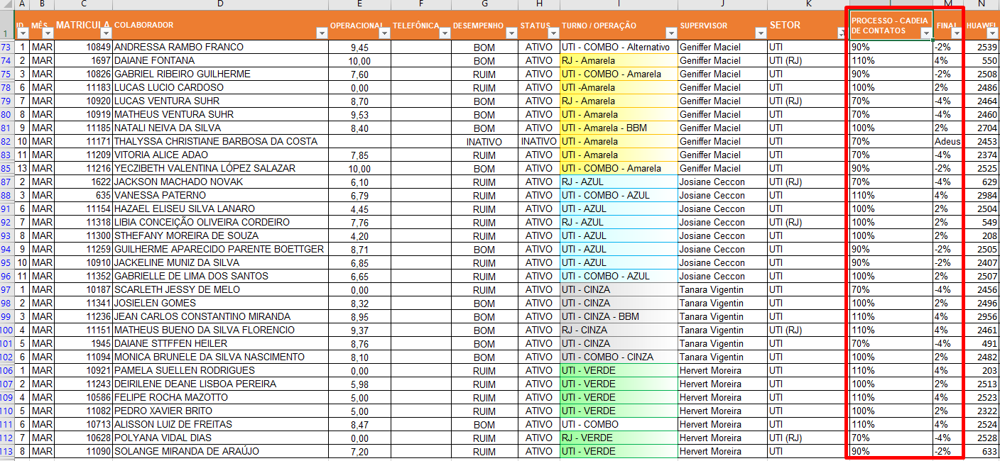 A B C D E F G H I J K L M N
1 ID MÊS MATRICULA COLABORADOR OPERACIONAL TELEFÔNICA DESEMPENHO STATUS TURNO / OPERAÇÃO SUPERVISOR SETOR PROCESSO - CADEIA DE CONTATOS FINAL HUAWEI
73 1 MAR 10849 ANDRESSA RAMBO FRANCO 9,45 BOM ATIVO UTI - COMBO - Alternativo Geniffer Maciel UTI 90% -2% 2539
74 2 MAR 1697 DAIANE FONTANA 10,00 BOM ATIVO RJ - Amarela Geniffer Maciel UTI (RJ) 110% 4% 550
75 3 MAR 10826 GABRIEL RIBEIRO GUILHERME 7,60 RUIM ATIVO UTI - COMBO - Amarela Geniffer Maciel UTI 90% -2% 2508
78 6 MAR 11183 LUCAS LUCIO CARDOSO 0,00 RUIM ATIVO UTI -Amarela Geniffer Maciel UTI 100% 2% 2486
79 7 MAR 10920 LUCAS VENTURA SUHR 8,70 RUIM ATIVO RJ - Amarela Geniffer Maciel UTI (RJ) 70% -4% 2464
80 8 MAR 10919 MATHEUS VENTURA SUHR 9,53 BOM ATIVO UTI - Amarela Geniffer Maciel UTI 70% -4% 2460
81 9 MAR 11185 NATALI NEIVA DA SILVA 8,40 BOM ATIVO UTI - Amarela - BBM Geniffer Maciel UTI 100% 2% 2704
82 10 MAR 11171 THALYSSA CHRISTIANE BARBOSA DA COSTA INATIVO INATIVO UTI - Amarela Geniffer Maciel UTI 70% Adeus 2453
83 11 MAR 11209 VITORIA ALICE ADAO 7,85 RUIM ATIVO UTI - Amarela Geniffer Maciel UTI 70% -4% 2374
85 13 MAR 11216 YECZIBETH VALENTINA LÓPEZ SALAZAR 10,00 BOM ATIVO UTI - COMBO - Amarela Geniffer Maciel UTI 90% -2% 2525
87 2 MAR 1622 JACKSON MACHADO NOVAK 6,10 RUIM ATIVO RJ - AZUL Josiane Ceccon UTI (RJ) 70% -4% 629
88 3 MAR 635 VANESSA PATERNO 6,79 RUIM ATIVO UTI - COMBO - AZUL Josiane Ceccon UTI 110% 4% 2984
91 6 MAR 11154 HAZAEL ELISEU SILVA LANARO 4,45 RUIM ATIVO UTI - AZUL Josiane Ceccon UTI 100% 2% 2504
92 7 MAR 11318 LIBIA CONCEIÇÃO OLIVEIRA CORDEIRO 7,76 RUIM ATIVO RJ - AZUL Josiane Ceccon UTI (RJ) 100% 2% 549
93 8 MAR 11300 STHEFANY MOREIRA DE SOUZA 4,20 RUIM ATIVO UTI - AZUL Josiane Ceccon UTI 100% 2% 208
94 9 MAR 11259 GUILHERME APARECIDO PARENTE BOETTGER 8,71 BOM ATIVO UTI - AZUL Josiane Ceccon UTI 90% -2% 2505
95 10 MAR 10910 JACKELINE MUNIZ DA SILVA 6,85 RUIM ATIVO UTI - AZUL Josiane Ceccon UTI 90% -2% 2407
96 11 MAR 11352 GABRIELLE DE LIMA DOS SANTOS 6,65 RUIM ATIVO UTI - COMBO - AZUL Josiane Ceccon UTI 100% 2% 2507
97 1 MAR 10187 SCARLETH JESSY DE MELO 0,00 RUIM ATIVO UTI - CINZA Tanara Vigentin UTI 70% -4% 2456
98 2 MAR 11341 JOSIELEN GOMES 8,32 BOM ATIVO UTI - CINZA Tanara Vigentin UTI 100% 2% 2496
99 3 MAR 11236 JEAN CARLOS CONSTANTINO MIRANDA 8,95 BOM ATIVO UTI - CINZA - BBM Tanara Vigentin UTI 110% 4% 2956
100 4 MAR 11151 MATHEUS BUENO DA SILVA FLORENCIO 9,37 BOM ATIVO RJ - CINZA Tanara Vigentin UTI (RJ) 110% 4% 2461
101 5 MAR 1945 DAIANE STTFFEN HEILER 8,76 BOM ATIVO UTI - CINZA Tanara Vigentin UTI 70% -4% 491
102 6 MAR 11094 MONICA BRUNELE DA SILVA NASCIMENTO 8,10 BOM ATIVO UTI - COMBO - CINZA Tanara Vigentin UTI 100% 2% 2482
106 1 MAR 10921 PAMELA SUELLEN RODRIGUES 0,00 RUIM ATIVO UTI - VERDE Hervert Moreira UTI 110% 4% 203
107 2 MAR 11243 DEIRILENE DEANE LISBOA PEREIRA 5,98 RUIM ATIVO UTI - VERDE Hervert Moreira UTI 100% 2% 2513
109 4 MAR 10586 FELIPE ROCHA MAZOTTO 5,00 RUIM ATIVO UTI - VERDE Hervert Moreira UTI 110% 4% 2523
110 5 MAR 11082 PEDRO XAVIER BRITO 5,00 RUIM ATIVO UTI - VERDE Hervert Moreira UTI 100% 2% 2322
111 6 MAR 10713 ALISSON LUIZ DE FREITAS 8,47 BOM ATIVO UTI - COMBO Hervert Moreira UTI 110% 4% 2524
112 7 MAR 10628 POLYANA VIDAL DIAS 0,00 RUIM ATIVO RJ - VERDE Hervert Moreira UTI (RJ) 70% -4% 2528
113 8 MAR 11090 SOLANGE MIRANDA DE ARAÚJO 7,20 RUIM ATIVO UTI - VERDE Hervert Moreira UTI 90% -2% 633